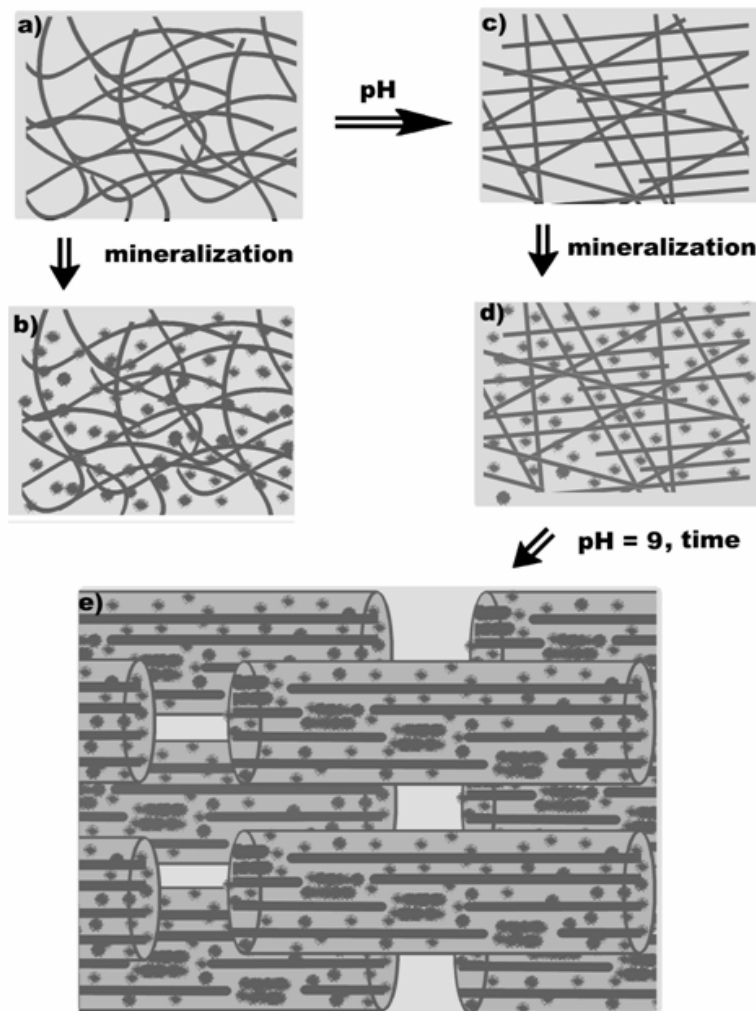 a)
c)
pH
mineralization
mineralization
b)
d)
pH = 9, time
e)